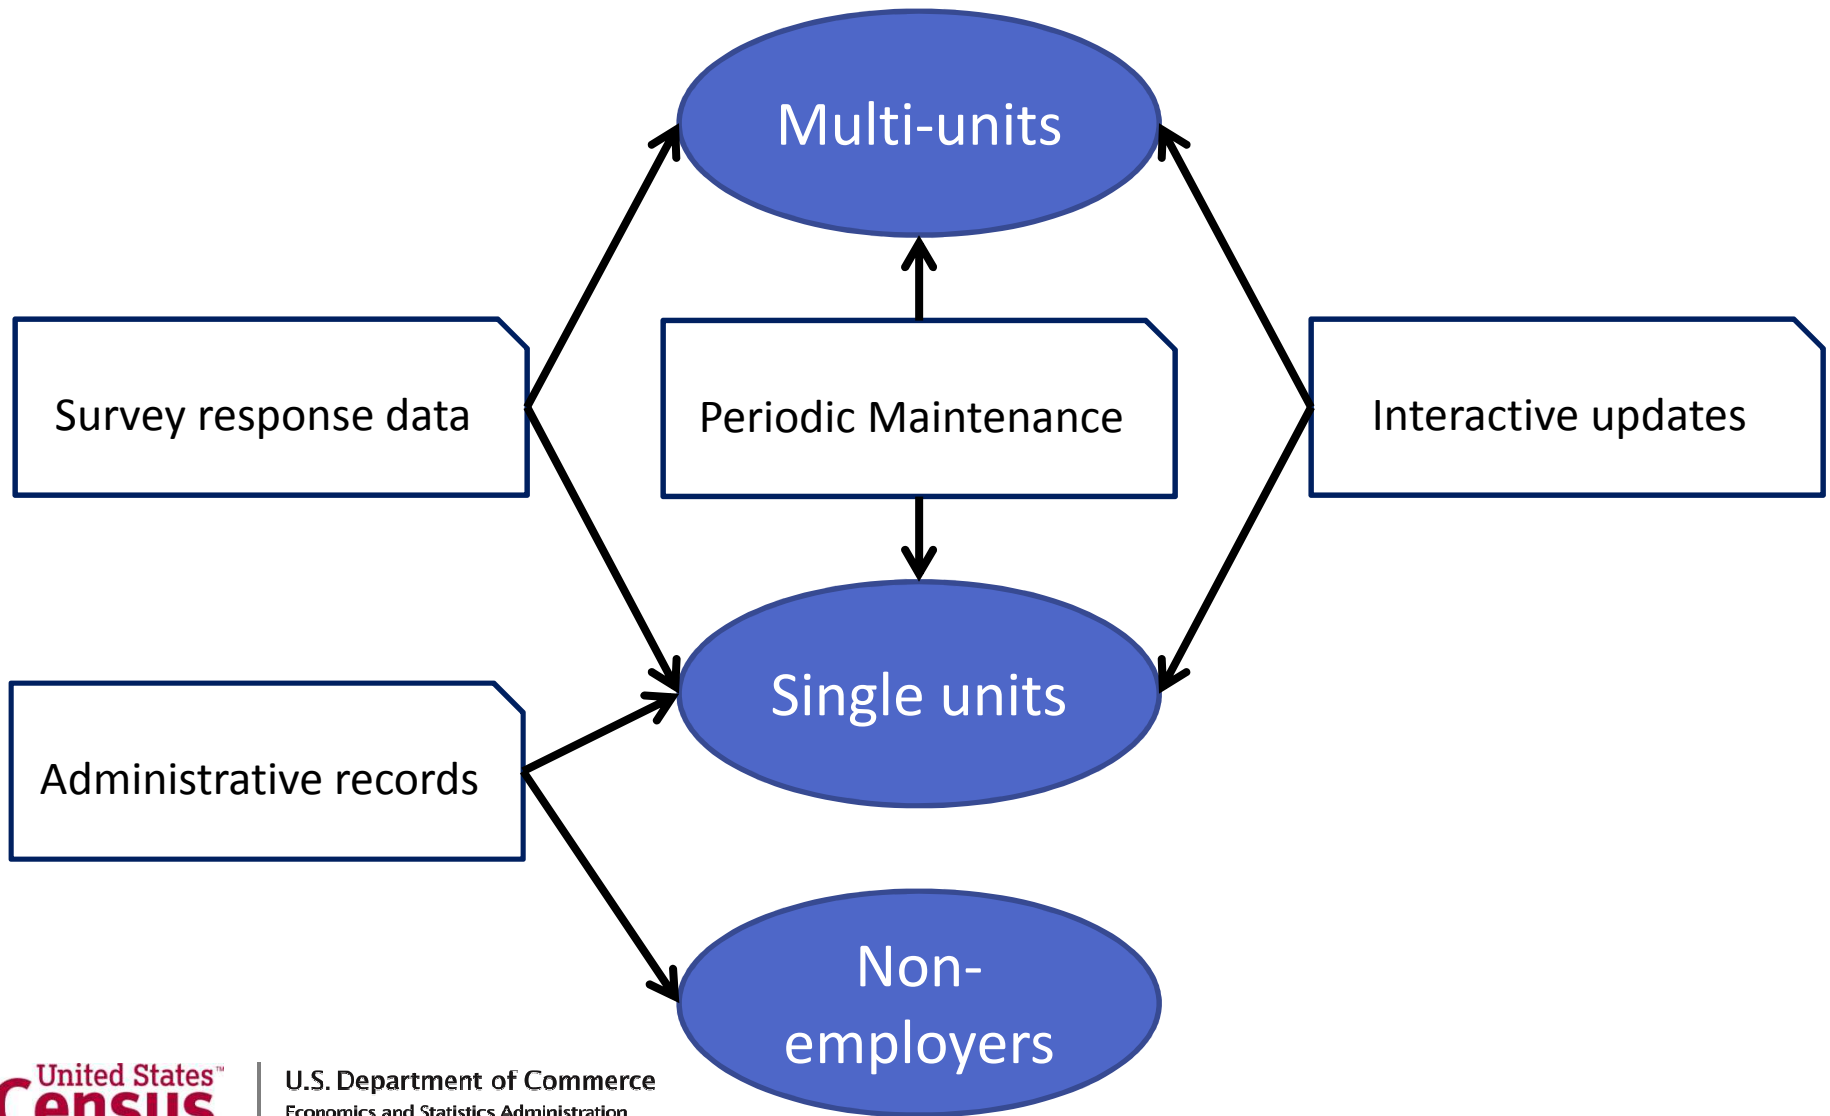 Multi-units
Survey response data
Periodic Maintenance
Interactive updates
Single units
Administrative records
Non-
employers
United States™
Census
U.S. Department of Commerce
Economics and Statistics Administration